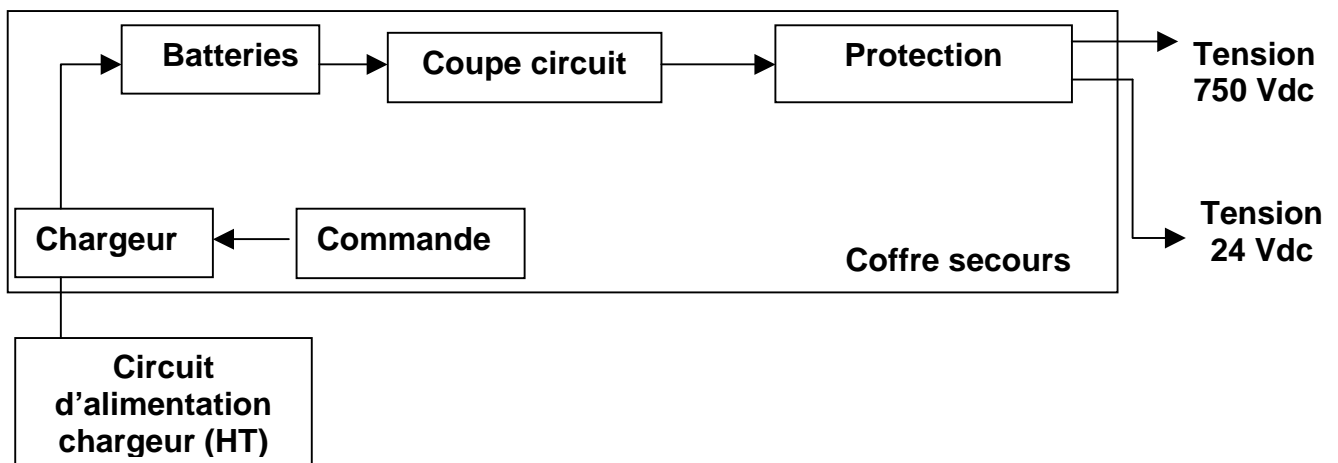 Batteries
Coupe circuit
Protection
Tension
750 Vdc
Chargeur
Commande
Coffre secours
Tension
24 Vdc
Circuit
d’alimentation
chargeur (HT)